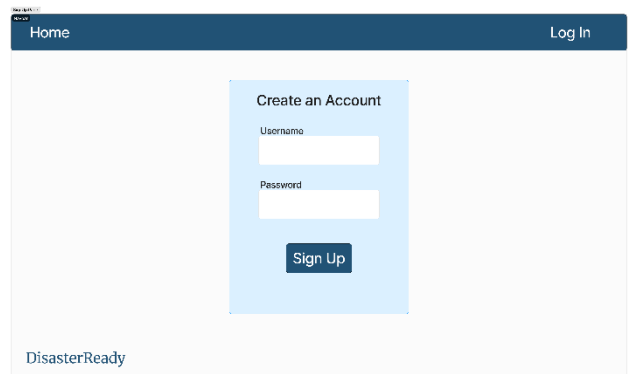 Home
Log In
Create an Account
Username
Password
Sign Up
DisasterReady